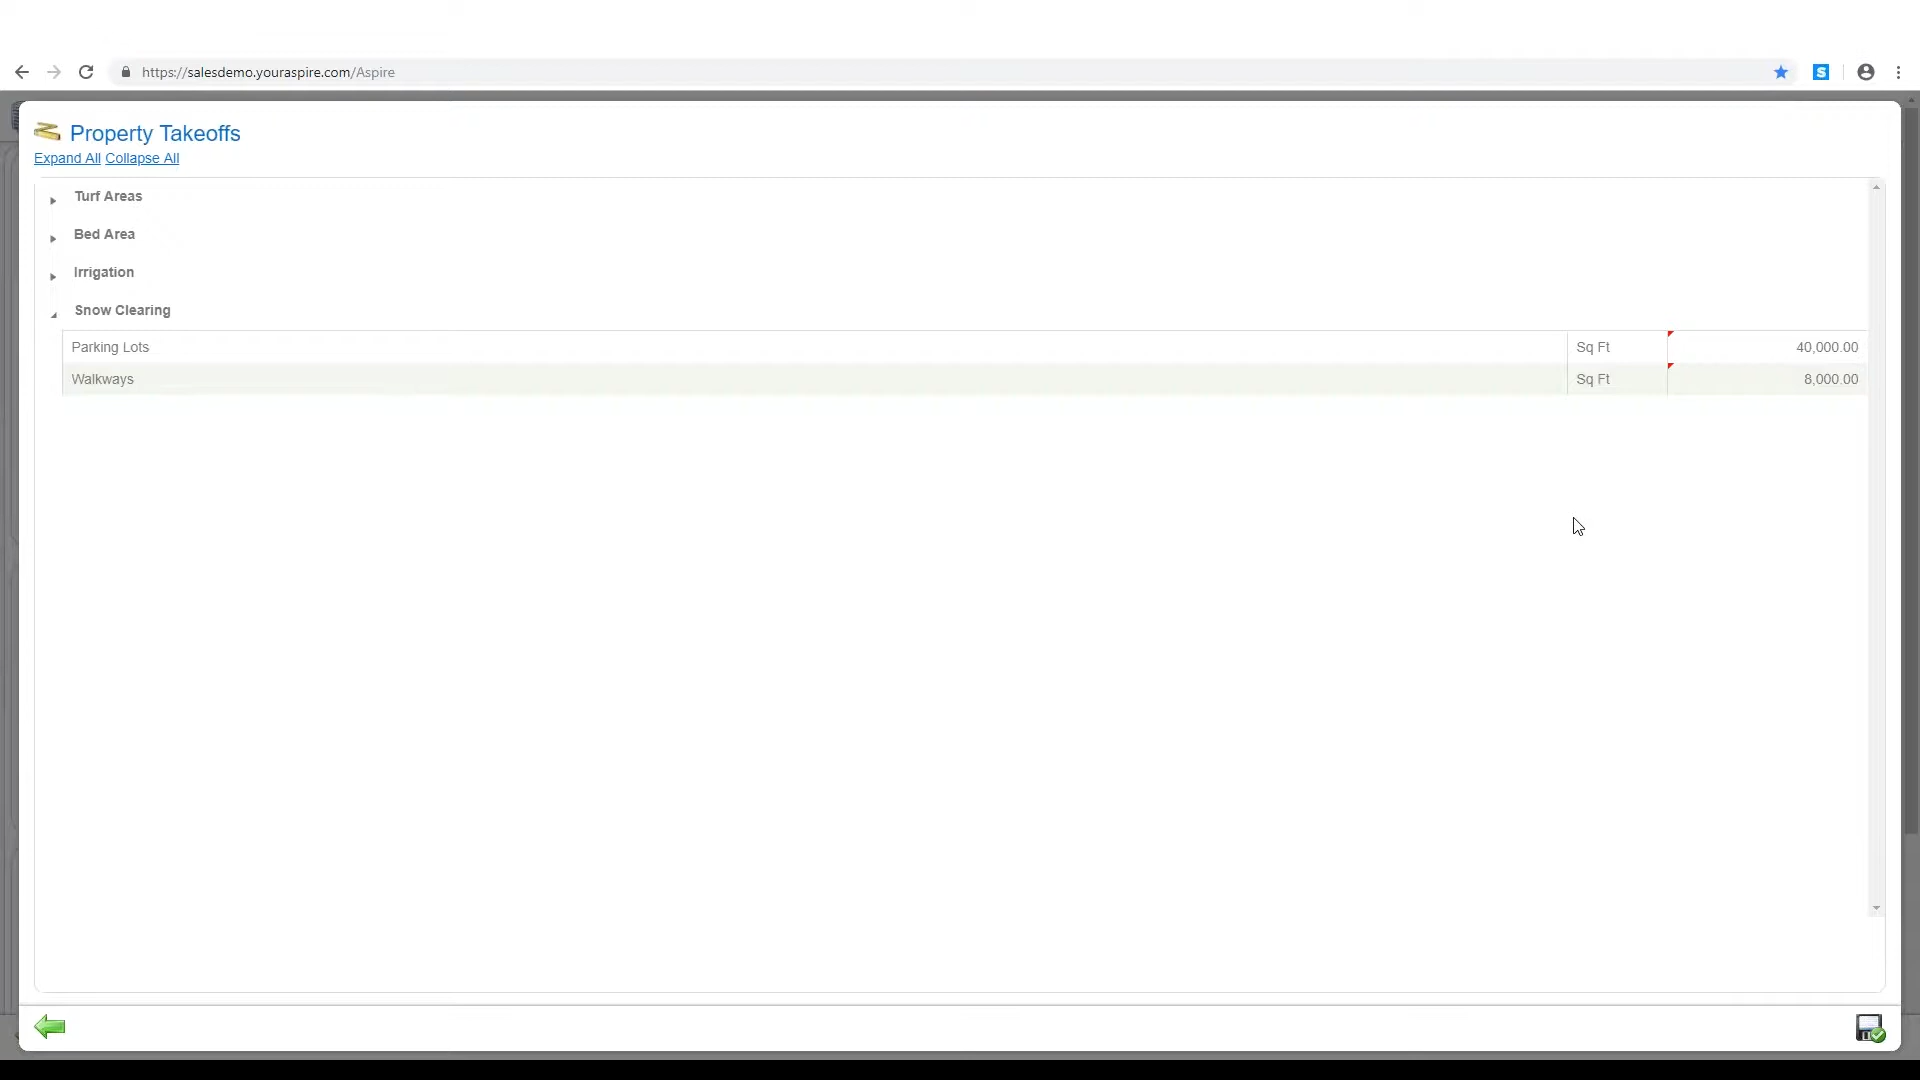 https://salesdemo.youraspire.com/Aspire
S
Property Takeoffs
Expand All Collapse All
Turf Areas
Bed Area
Irrigation
Snow Clearing
Parking Lots Sq Ft 40,000.00
Walkways Sq Ft 8,000.00